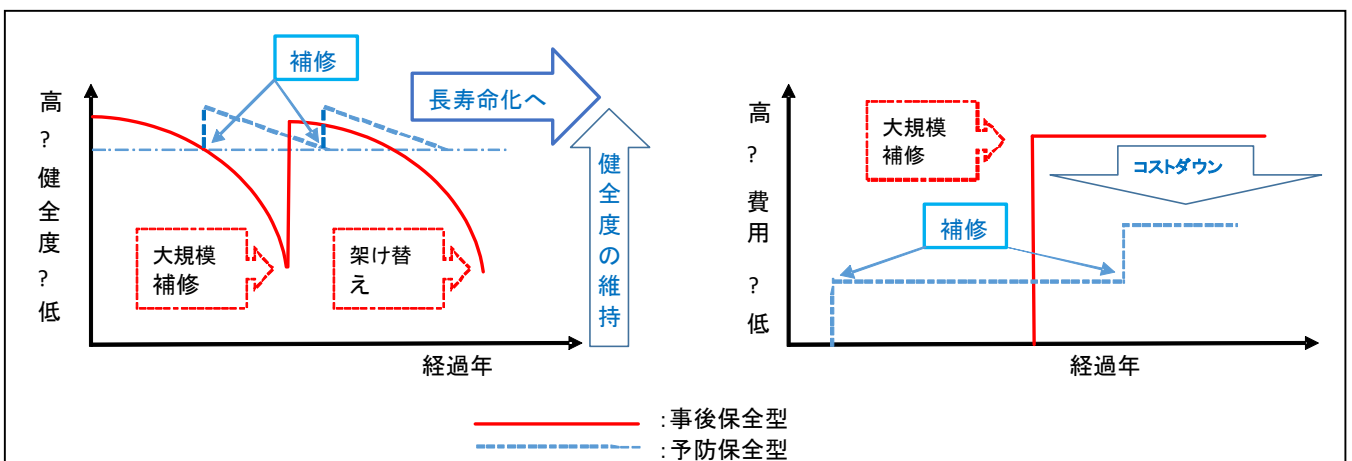 補修
長寿命化へ
高?健全度?低
健全度の維持
大規模
補修
架け替
え
経過年
高?費用?低
大規模
補修
コストダウン
補修
経過年
:事後保全型
:予防保全型